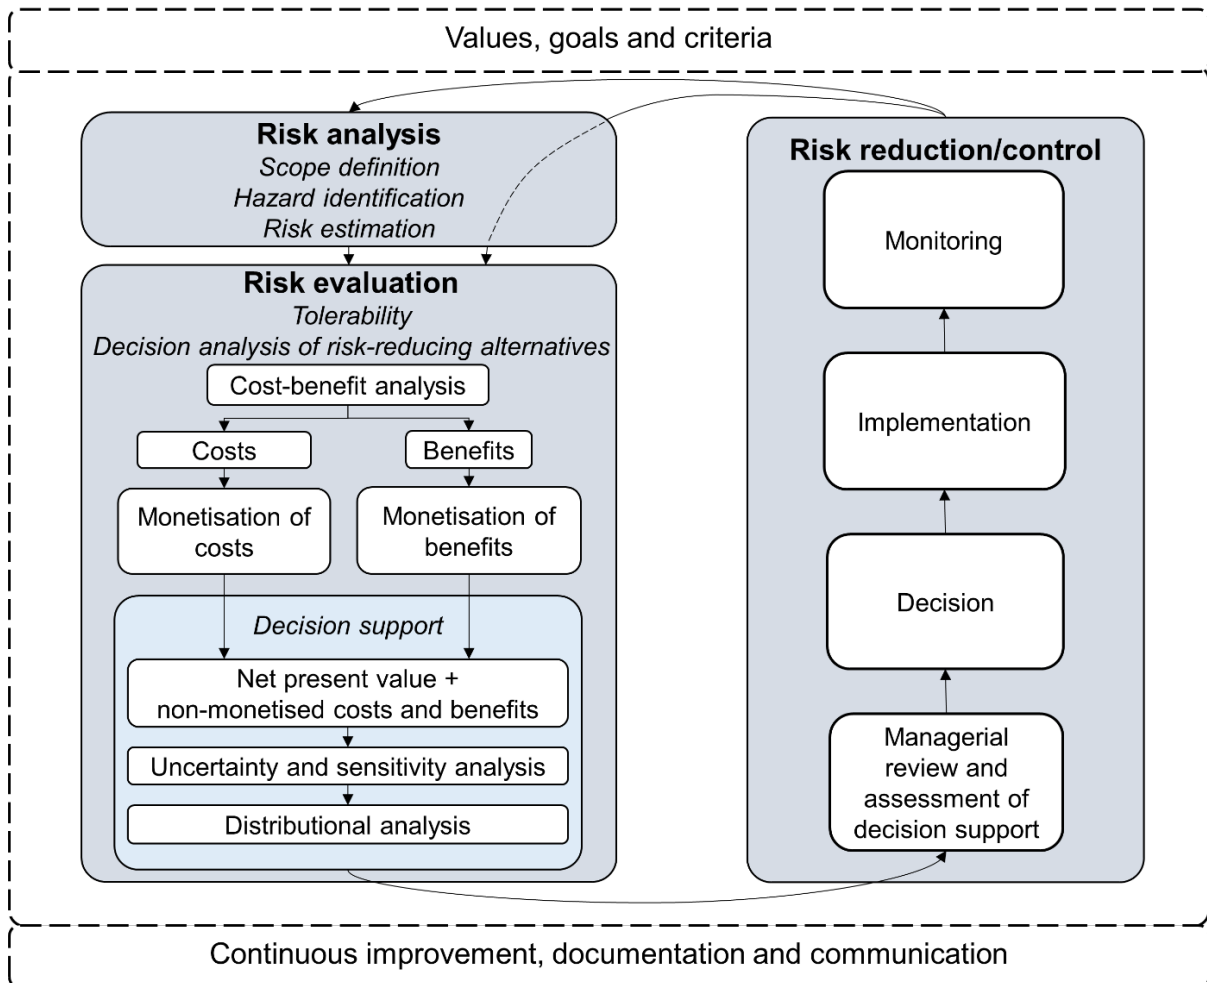 Values, goals and criteria
Risk analysis
Scope definition
Hazard identification
Risk estimation
Risk evaluation
Tolerability
Decision analysis of risk-reducing alternatives
Cost-benefit analysis
Costs
Benefits
Monetisation of
costs
Monetisation of
benefits
Decision support
Net present value +
non-monetised costs and benefits
Uncertainty and sensitivity analysis
Distributional analysis
Risk reduction/control
Monitoring
Implementation
Decision
Managerial
review and
assessment of
decision support
Continuous improvement, documentation and communication